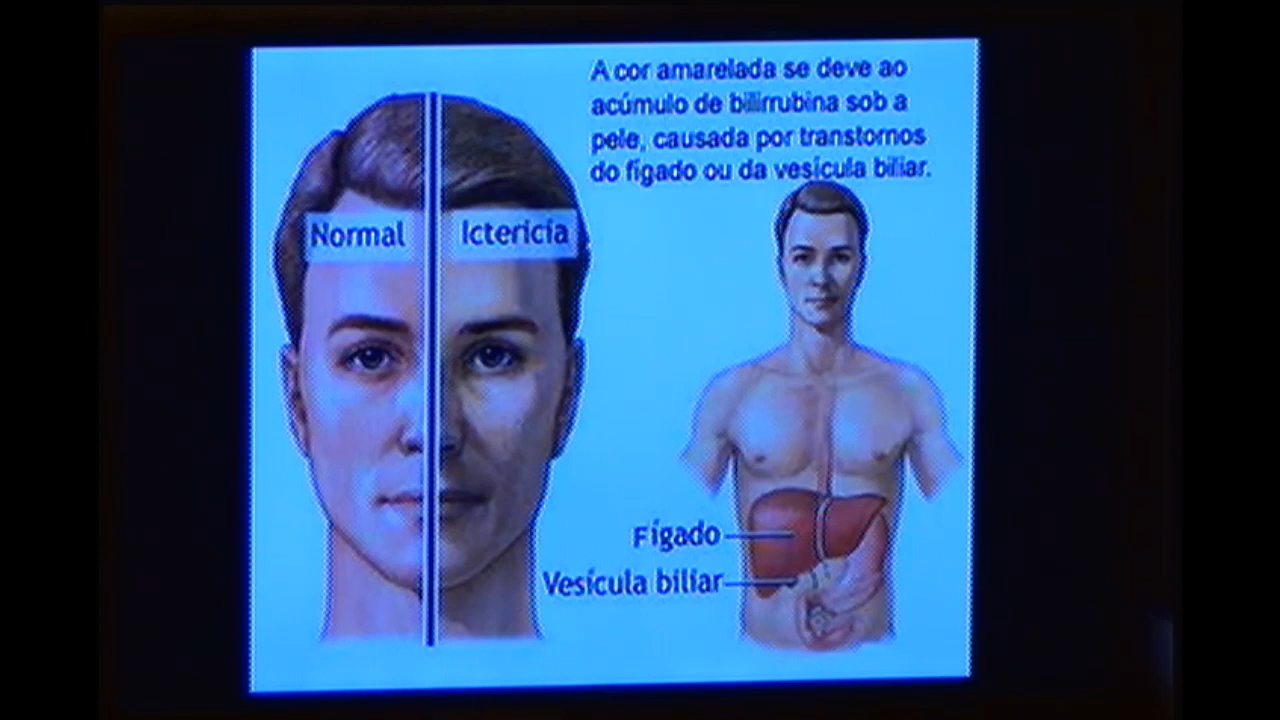 A cor amarelada se deve ao
acúmulo de bilirrubina sob a
pele, causada por transtornos
do fígado ou da vesícula biliar.
Normal
Icterícia
Fígado
Vesícula biliar